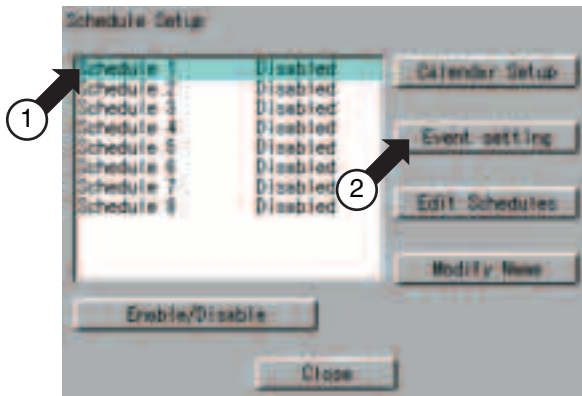 Schedule Setup
Schedule 1 Disabled
Schedule 2 Disabled
Schedule 3 Disabled
Schedule 4 Disabled
Schedule 5 Disabled
Schedule 6 Disabled
Schedule 7 Disabled
Schedule 8 Disabled
Calendar Setup
Event setting
Edit Schedules
Modify Name
Enable/Disable
Close
1
2